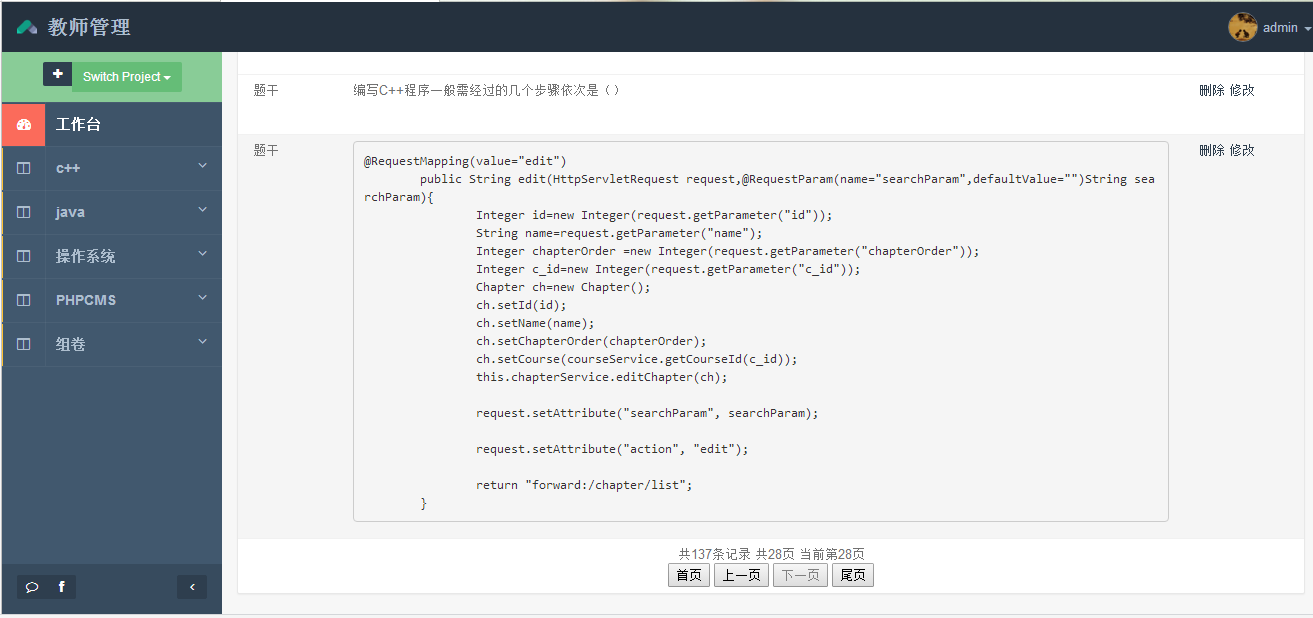 教师管理
admin
+ Switch Project
工作台
c++
java
操作系统
PHPCMS
组卷
题干 编写C++程序一般需经过的几个步骤依次是（ ） 删除 修改
题干 删除 修改
@RequestMapping(value="edit")
public String edit(HttpServletRequest request,@RequestParam(name="searchParam",defaultValue="")String sea
rchParam){
Integer id=new Integer(request.getParameter("id"));
String name=request.getParameter("name");
Integer chapterOrder =new Integer(request.getParameter("chapterOrder"));
Integer c_id=new Integer(request.getParameter("c_id"));
Chapter ch=new Chapter();
ch.setId(id);
ch.setName(name);
ch.setChapterOrder(chapterOrder);
ch.setCourse(courseService.getCourseId(c_id));
this.chapterService.editChapter(ch);
request.setAttribute("searchParam", searchParam);
request.setAttribute("action", "edit");
return "forward:/chapter/list";
}
共137条记录 共28页 当前第28页
首页 上一页 下一页 尾页